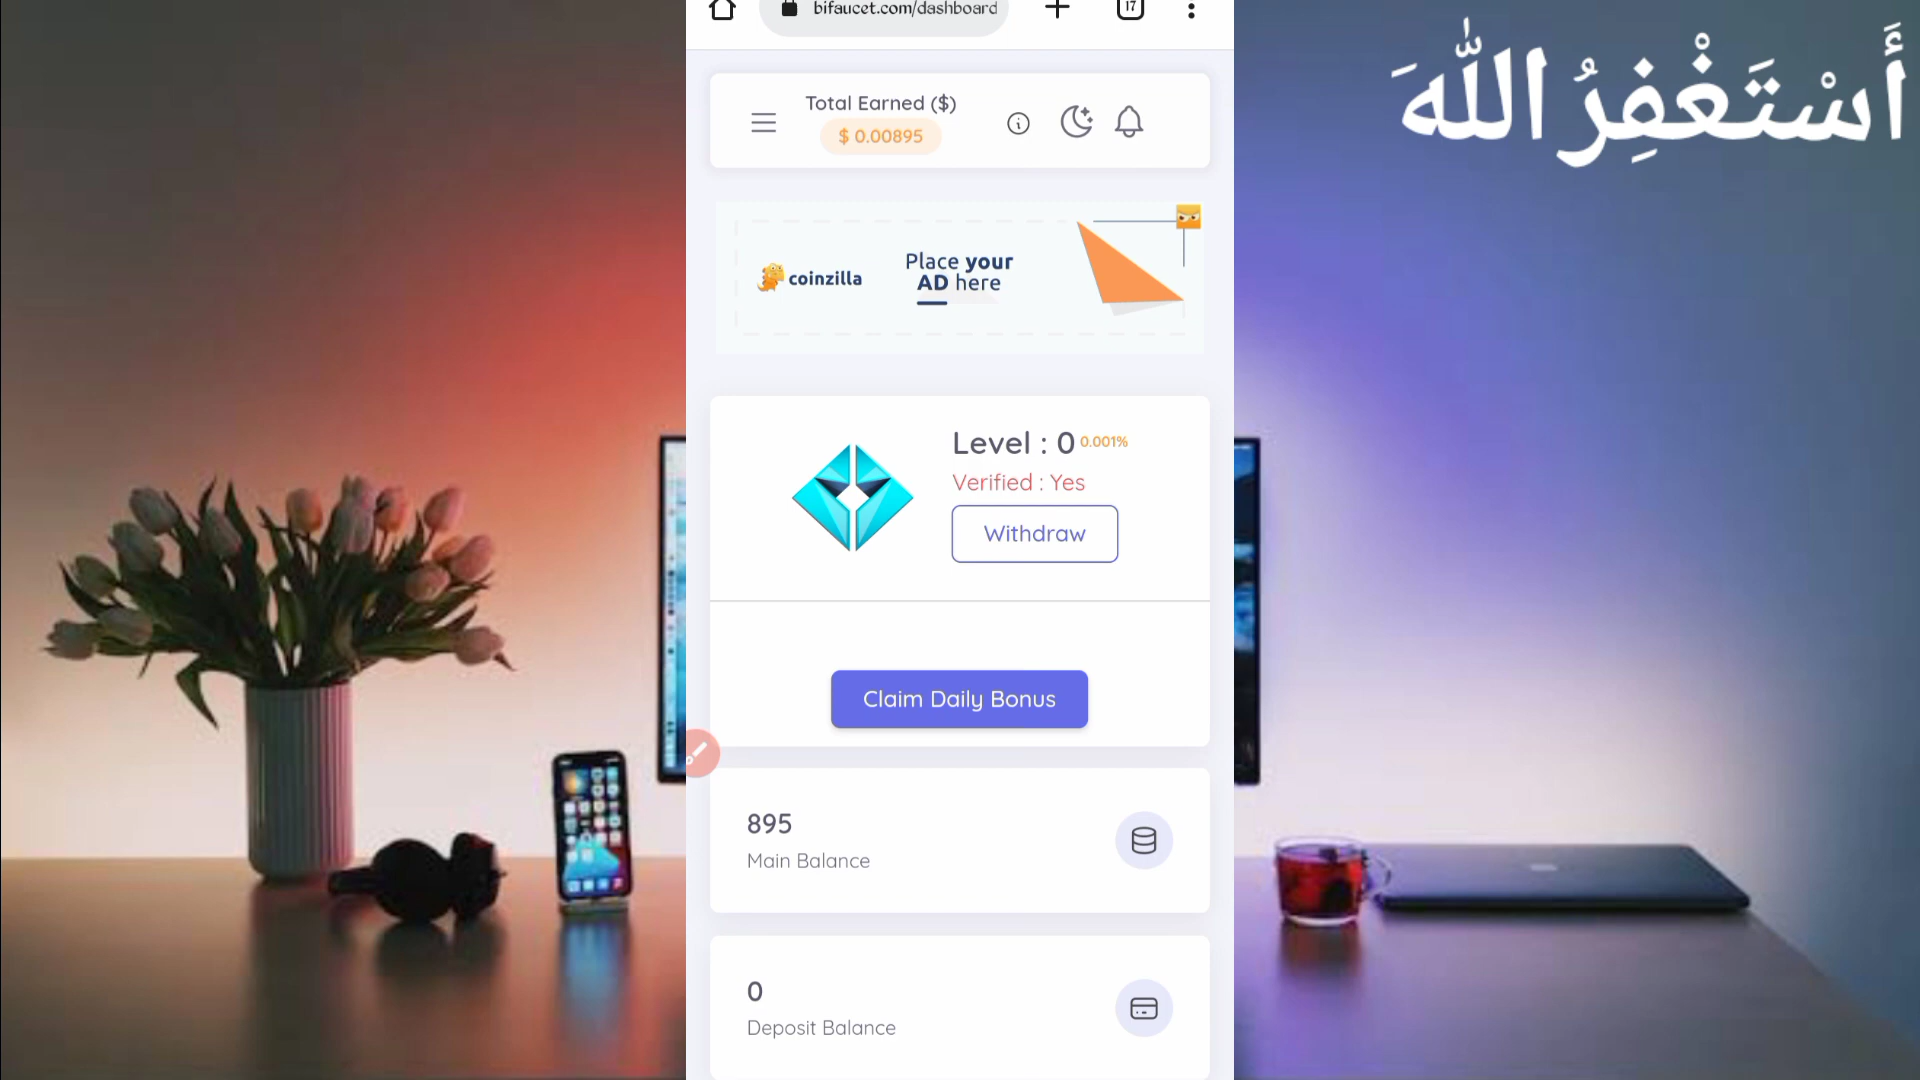 bifaucet.com/dashboard
17
أَسْتَغْفِرُ اللّٰهَ
Total Earned ($)
$ 0.00895
coinzilla
Place your
AD here
Level : 0 0.001%
Verified : Yes
Withdraw
Claim Daily Bonus
895
Main Balance
0
Deposit Balance